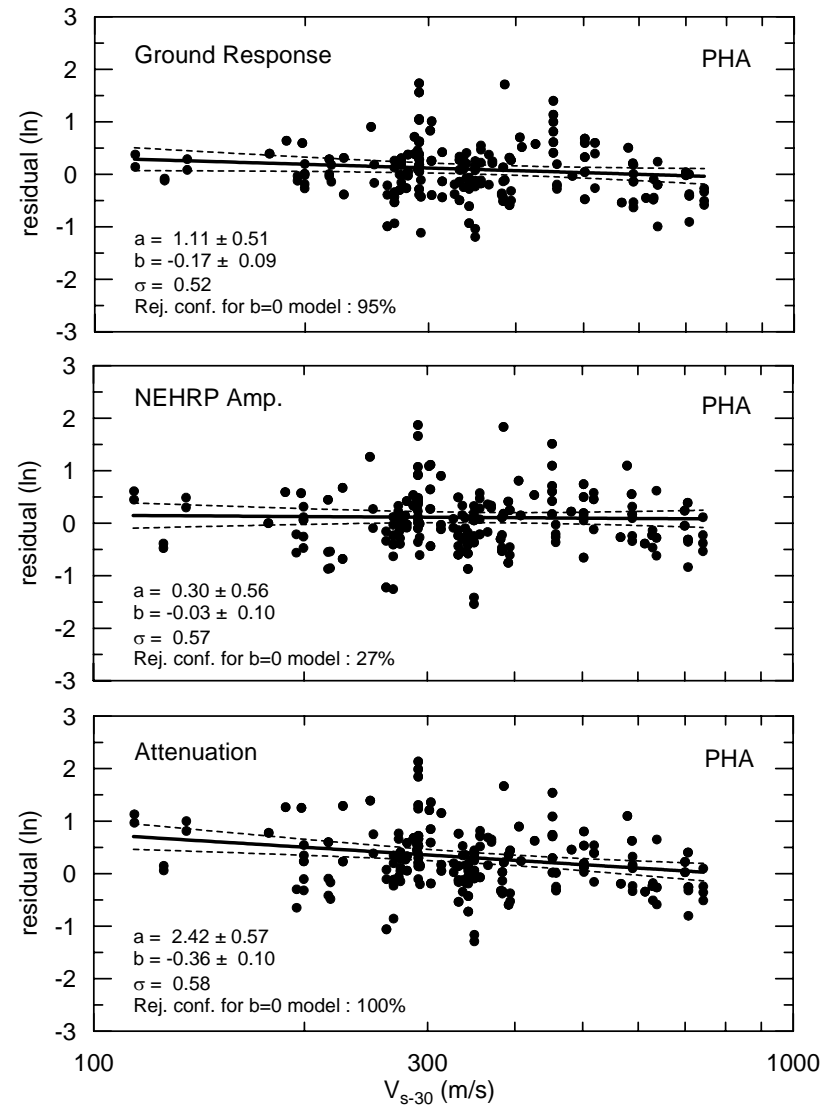 3
2
1
0
-1
-2
-3
residual (ln)
Ground Response
PHA
a = 1.11 ± 0.51
b = -0.17 ± 0.09
σ = 0.52
Rej. conf. for b=0 model : 95%
3
2
1
0
-1
-2
-3
residual (ln)
NEHRP Amp.
PHA
a = 0.30 ± 0.56
b = -0.03 ± 0.10
σ = 0.57
Rej. conf. for b=0 model : 27%
3
2
1
0
-1
-2
-3
residual (ln)
Attenuation
PHA
a = 2.42 ± 0.57
b = -0.36 ± 0.10
σ = 0.58
Rej. conf. for b=0 model : 100%
100 300 1000
Vs-30 (m/s)